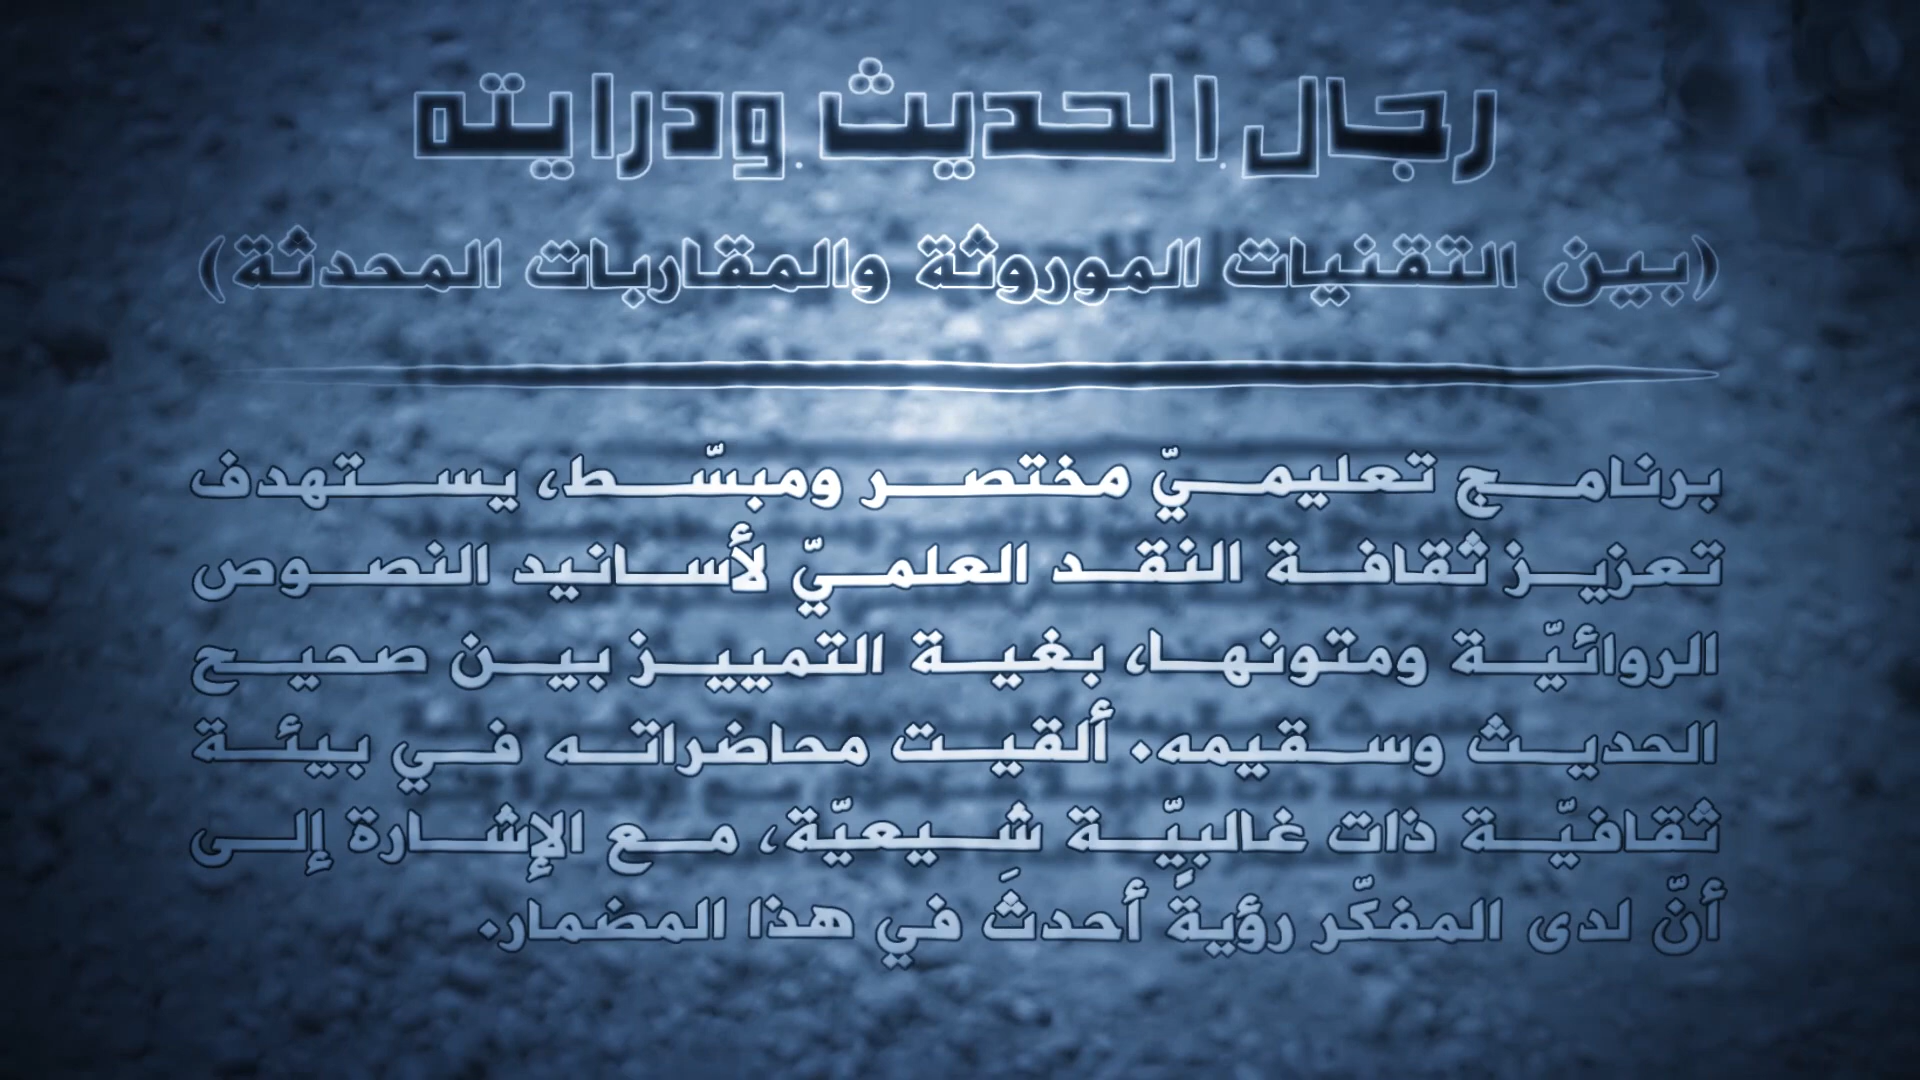 رجال الحديث ودرايته
(بين التقنيات الموروثة والمقاربات المحدثة)
برنامج تعليميّ مختصر ومبسّط، يستهدف
تعزيز ثقافة النقد العلميّ لأسانيد النصوص
الروائيّة ومتونها، بغية التمييز بين صحيح
الحديث وسقيمه. ألقيت محاضراته في بيئة
ثقافيّة ذات غالبيّة شيعيّة، مع الإشارة إلى
أنّ لدى المفكّر رؤيةً أحدثَ في هذا المضمار.